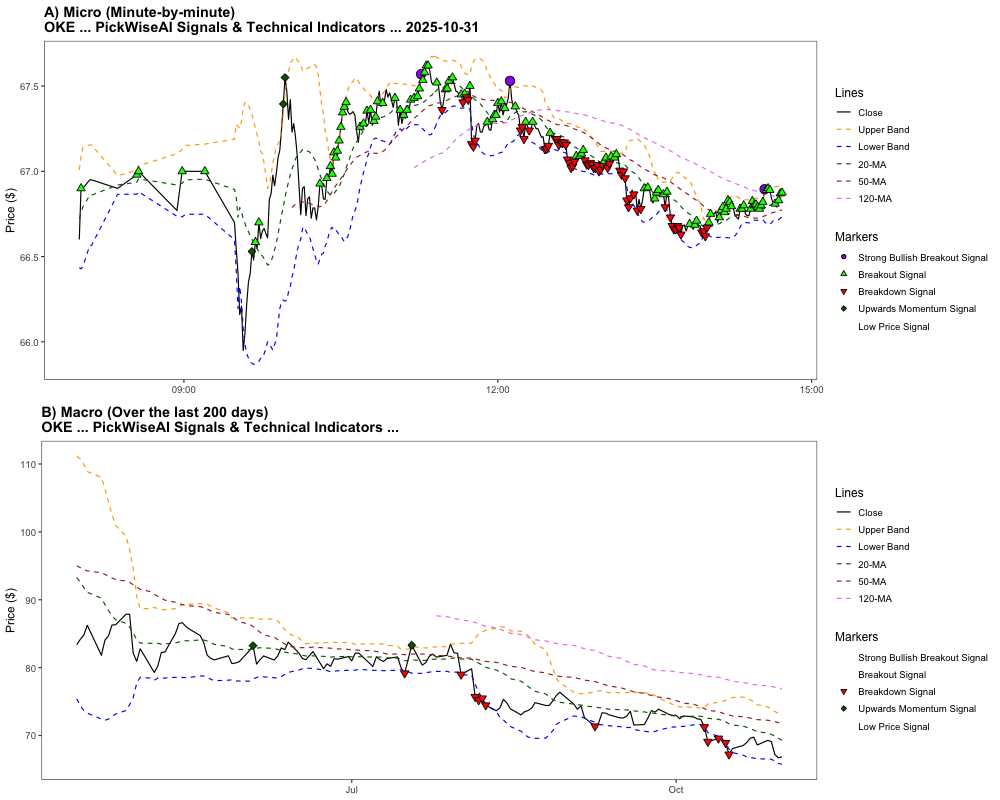 A) Micro (Minute-by-minute)
OKE ... PickWiseAI Signals & Technical Indicators ... 2025-10-31
Price ($)
67.5
67.0
66.5
66.0
09:00
12:00
15:00
Lines
Close
Upper Band
Lower Band
20-MA
50-MA
120-MA
Markers
Strong Bullish Breakout Signal
Breakout Signal
Breakdown Signal
Upwards Momentum Signal
Low Price Signal
B) Macro (Over the last 200 days)
OKE ... PickWiseAI Signals & Technical Indicators ...
Price ($)
110
100
90
80
70
Jul
Oct
Lines
Close
Upper Band
Lower Band
20-MA
50-MA
120-MA
Markers
Strong Bullish Breakout Signal
Breakout Signal
Breakdown Signal
Upwards Momentum Signal
Low Price Signal